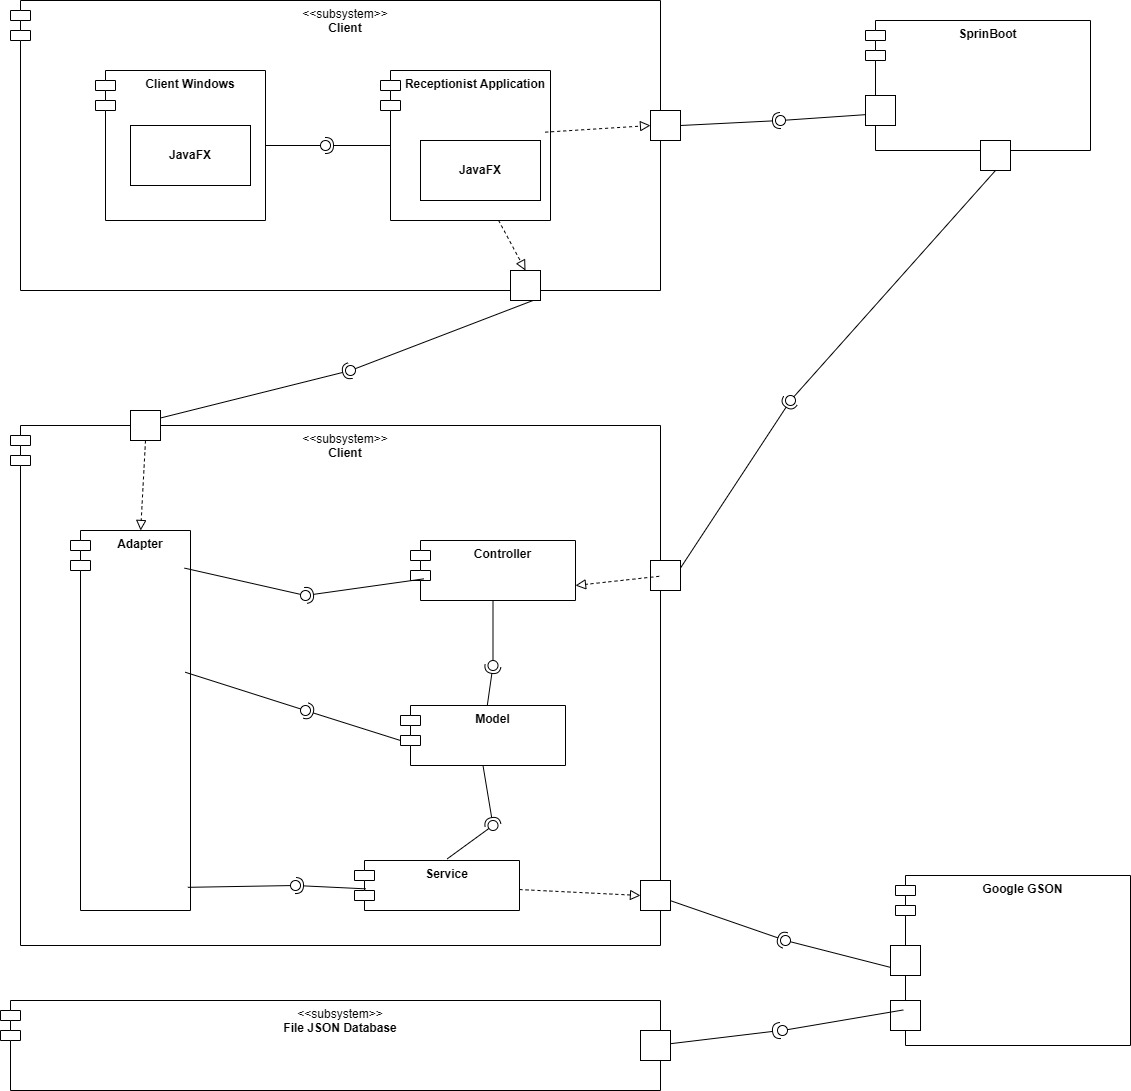 <<subsystem>>
Client
SprinBoot
Client Windows
Receptionist Application
JavaFX
JavaFX
<<subsystem>>
Client
Adapter
Controller
Model
Service
Google GSON
<<subsystem>>
File JSON Database